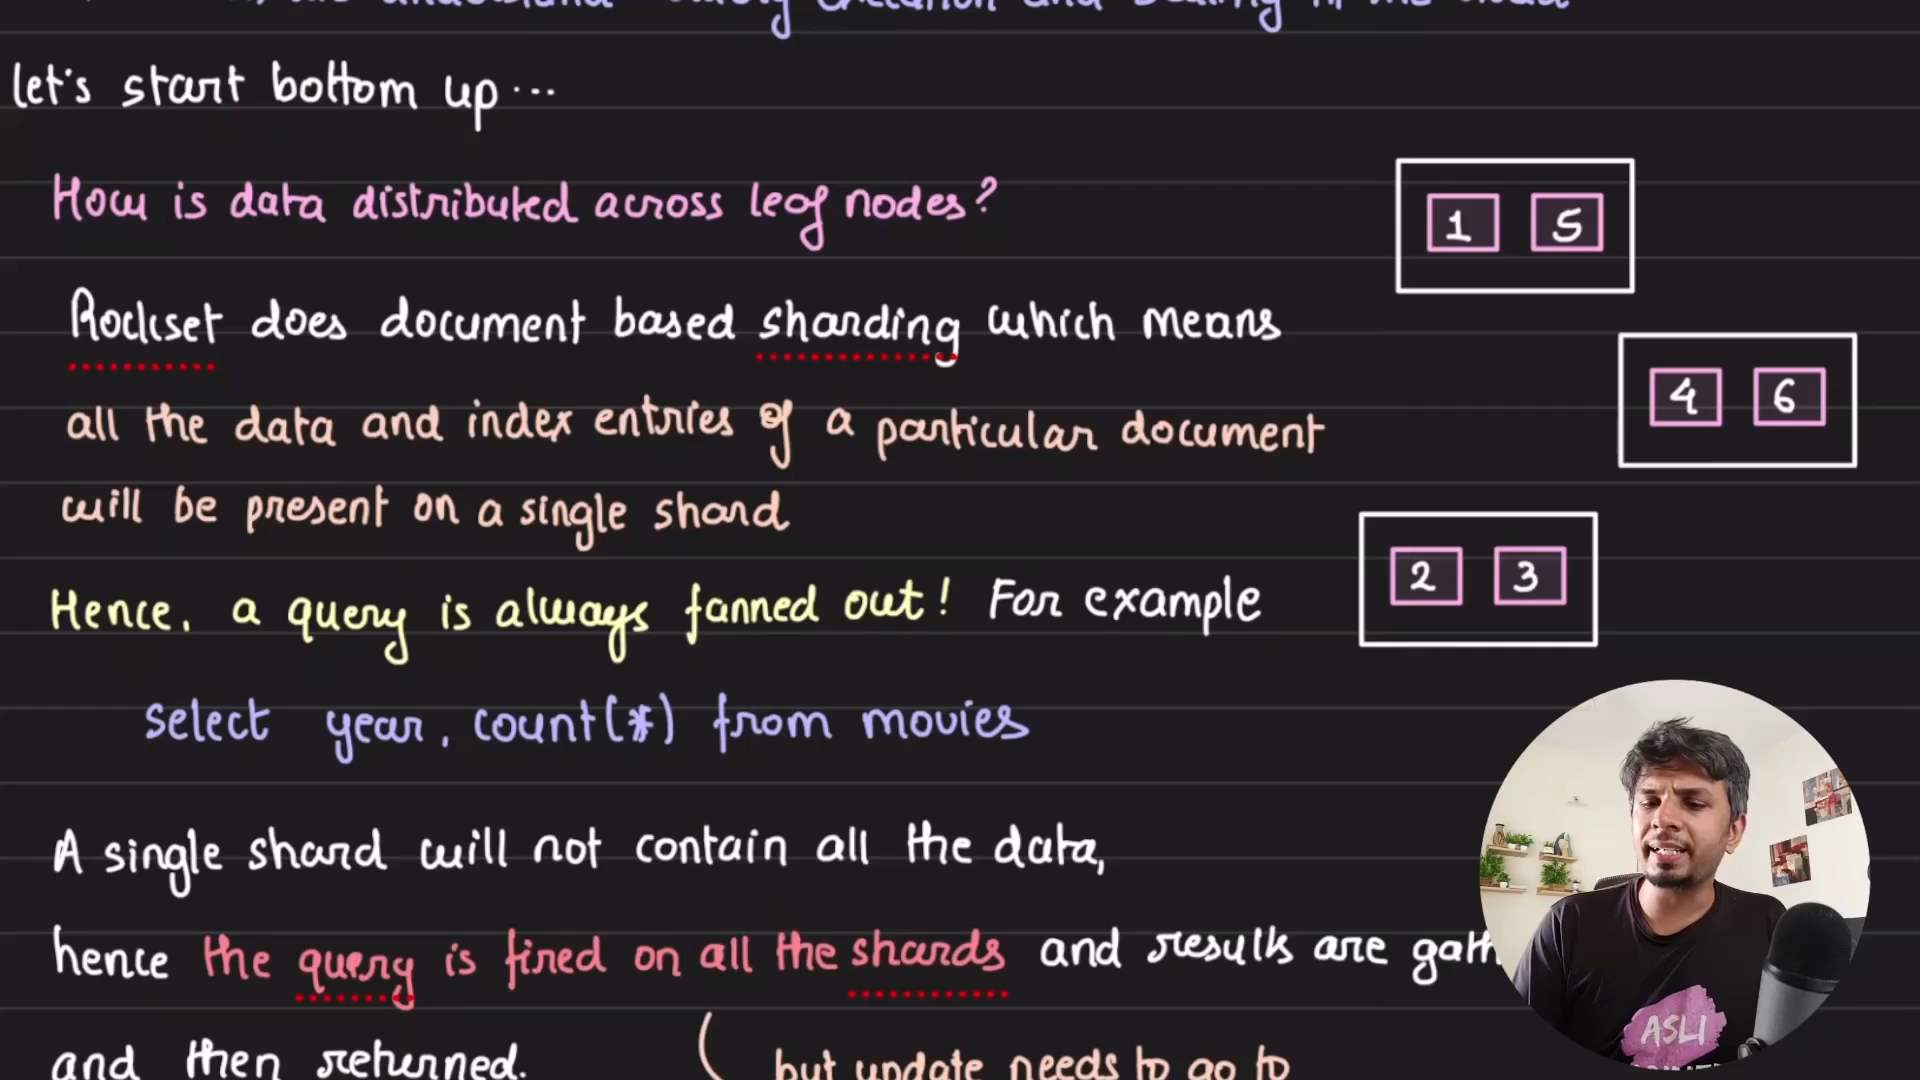 let's start bottom up...
How is data distributed across leaf nodes?
1 5
Rockset does document based sharding which means
4 6
all the data and index entries of a particular document
will be present on a single shard
2 3
Hence, a query is always fanned out! For example
select year, count(*) from movies
A single shard will not contain all the data,
hence the query is fired on all the shards and results are gath
and then returned.
but update needs to go to
ASLI